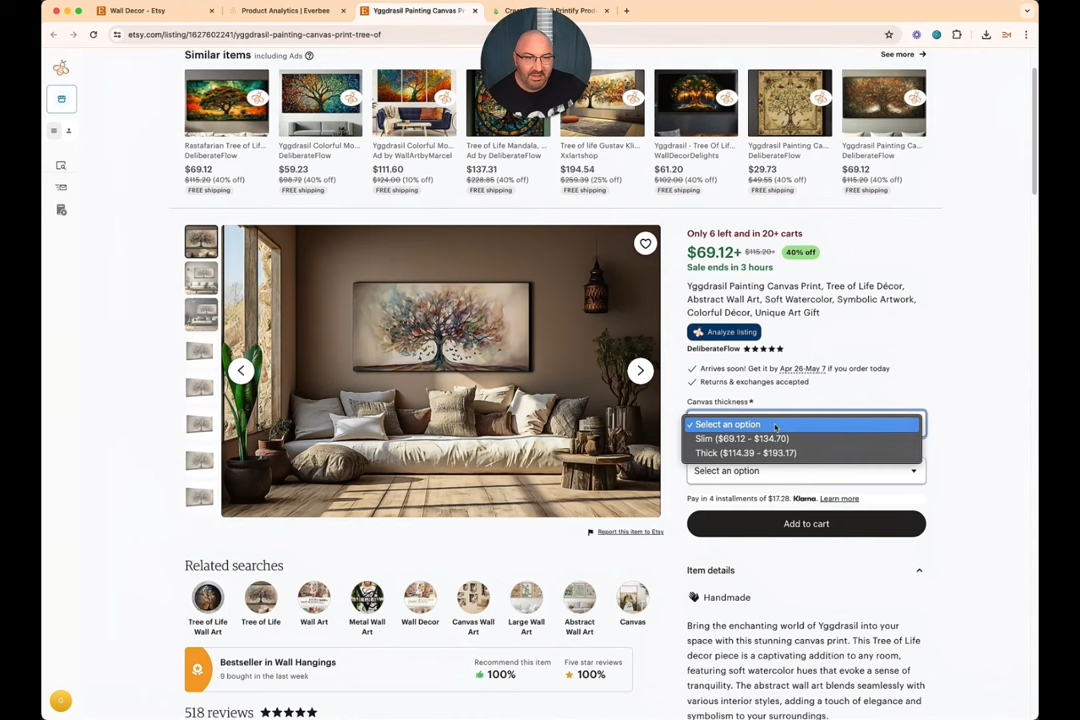 Wall Decor - Etsy
Product Analytics | Everbee
Yggdrasil Painting Canvas Pr
Printify Prod
etsy.com/listing/1627602241/yggdrasil-painting-canvas-print-tree-of
Similar items including Ads
See more
Rastafarian Tree of Lif...
DeliberateFlow
$69.12
$115.20 (40% off)
FREE shipping
Yggdrasil Colorful Mo...
DeliberateFlow
$59.23
$98.72 (40% off)
FREE shipping
Yggdrasil Colorful Mo...
Ad by WallArtbyMarcel
$111.60
$124.00 (10% off)
FREE shipping
Tree of Life Mandala, ...
Ad by DeliberateFlow
$137.31
$228.85 (40% off)
FREE shipping
Tree of life Gustav Kli...
Xxlartshop
$194.54
$259.39 (25% off)
FREE shipping
Yggdrasil - Tree Of Lif...
WallDecorDelights
$61.20
$102.00 (40% off)
FREE shipping
Yggdrasil Painting Ca...
DeliberateFlow
$29.73
$49.55 (40% off)
FREE shipping
Yggdrasil Painting Ca...
DeliberateFlow
$69.12
$115.20 (40% off)
FREE shipping
Only 6 left and in 20+ carts
$69.12+ $115.20+ 40% off
Sale ends in 3 hours
Yggdrasil Painting Canvas Print, Tree of Life Décor,
Abstract Wall Art, Soft Watercolor, Symbolic Artwork,
Colorful Décor, Unique Art Gift
Analyze listing
DeliberateFlow
Arrives soon! Get it by Apr 26-May 7 if you order today
Returns & exchanges accepted
Canvas thickness *
Select an option
Slim ($69.12 - $134.70)
Thick ($114.39 - $193.17)
Select an option
Pay in 4 installments of $17.28. Klarna. Learn more
Add to cart
Report this item to Etsy
Item details
Handmade
Bring the enchanting world of Yggdrasil into your
space with this stunning canvas print. This Tree of Life
decor piece is a captivating addition to any room,
featuring soft watercolor hues that evoke a sense of
tranquility. The abstract wall art blends seamlessly with
various interior styles, adding a touch of elegance and
symbolism to your surroundings.
Related searches
Tree of Life
Wall Art
Tree of Life
Wall Art
Metal Wall
Art
Wall Decor
Canvas Wall
Art
Large Wall
Art
Abstract
Wall Art
Canvas
Bestseller in Wall Hangings
9 bought in the last week
Recommend this item
100%
Five star reviews
100%
518 reviews
G